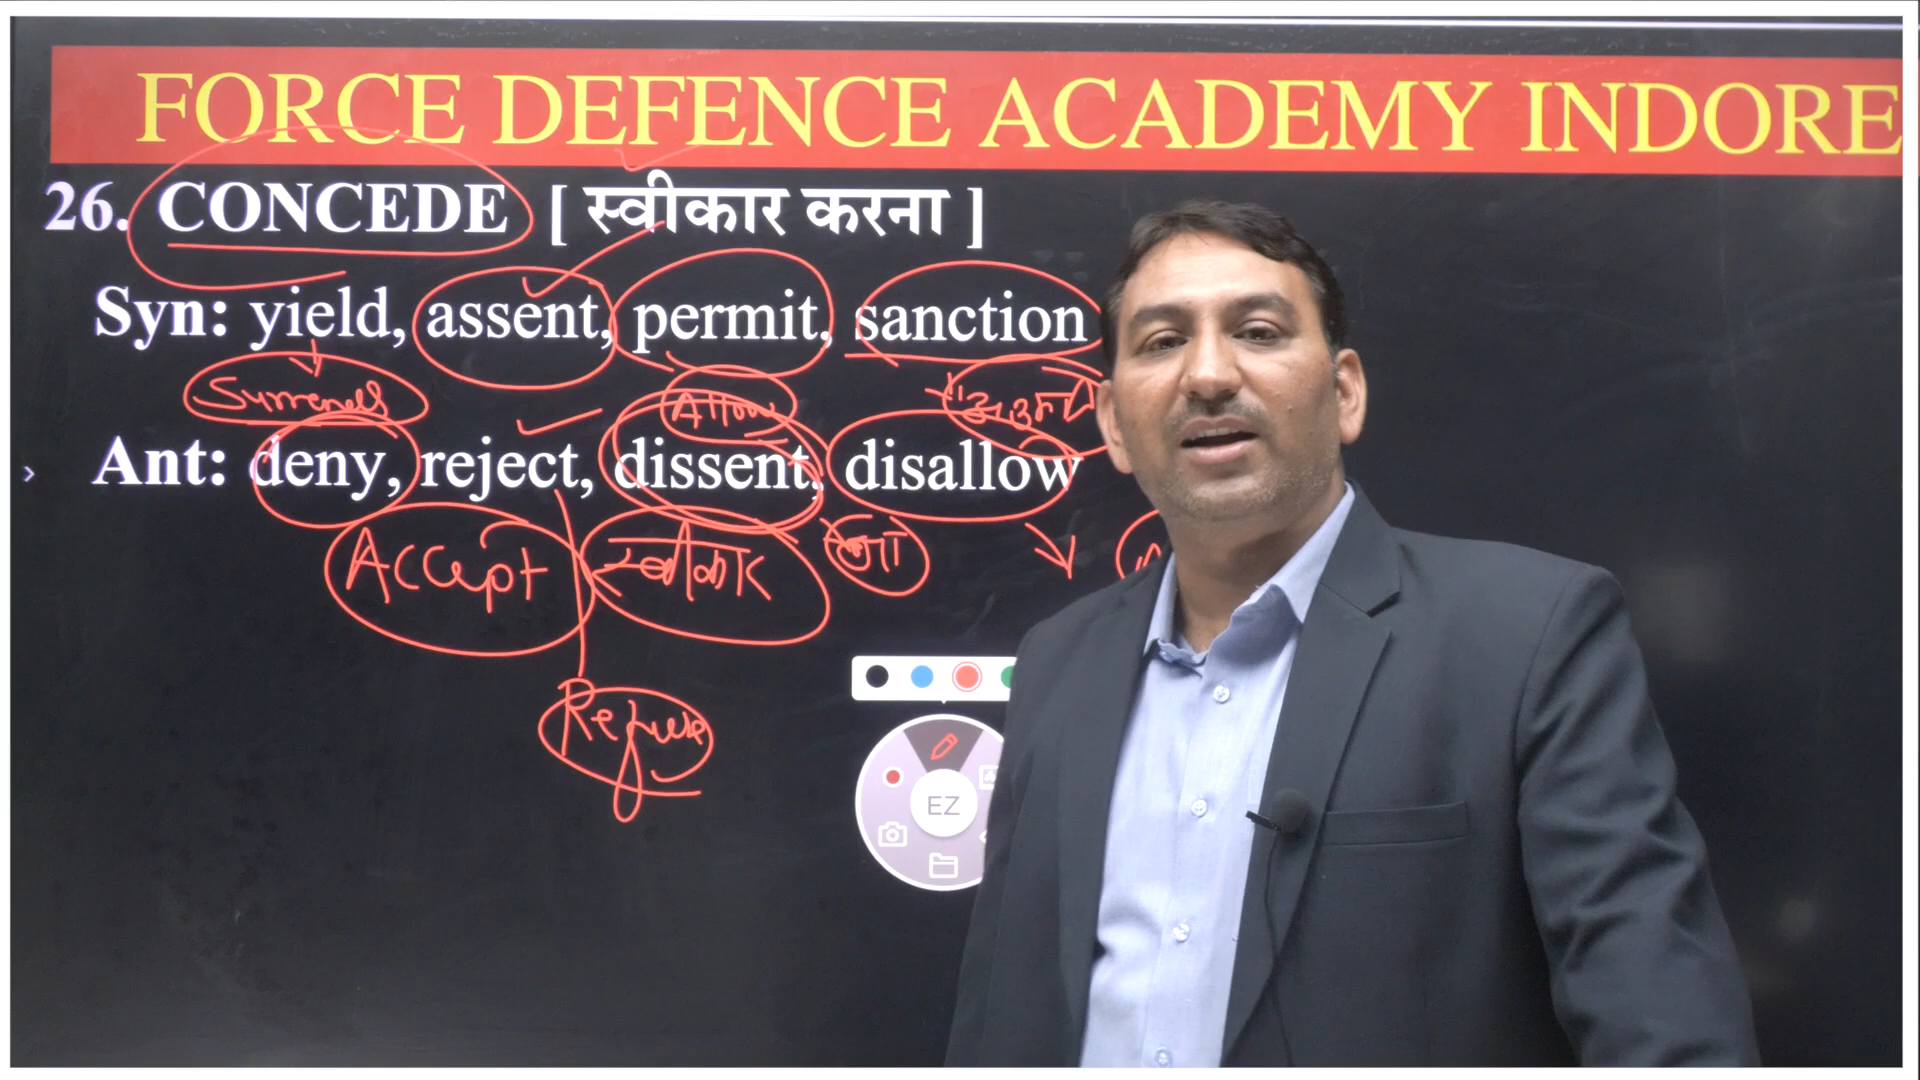 FORCE DEFENCE ACADEMY INDORE
26. CONCEDE [ स्वीकार करना ]
Syn: yield, assent, permit, sanction
Surrender
Allow
Ant: deny, reject, dissent, disallow
Accept स्वीकार
Refuse
EZ